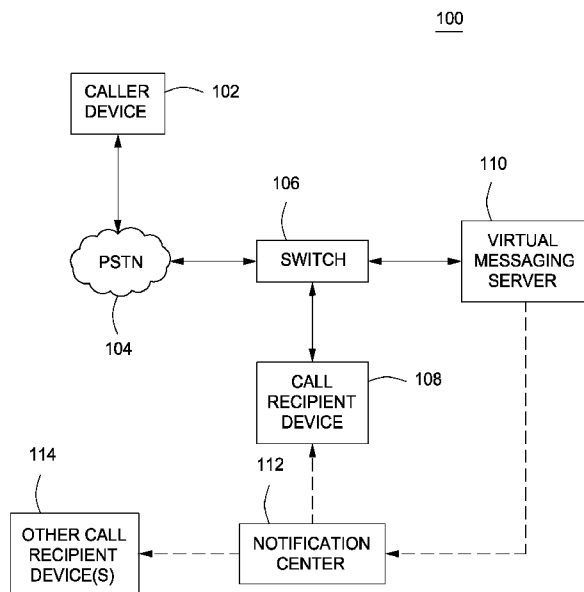 100
CALLER
DEVICE
102
106
110
PSTN
SWITCH
VIRTUAL
MESSAGING
SERVER
104
CALL
RECIPIENT
DEVICE
108
112
114
NOTIFICATION
CENTER
OTHER CALL
RECIPIENT
DEVICE(S)